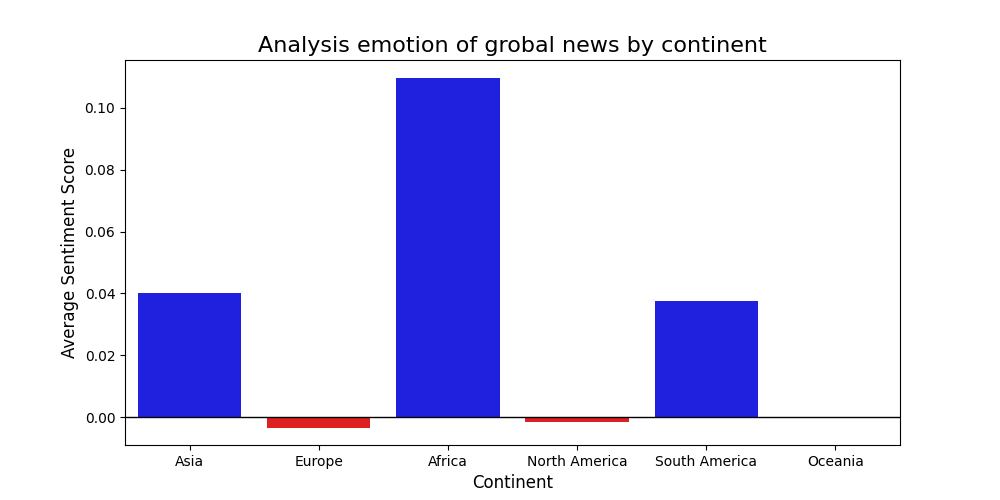 Analysis emotion of grobal news by continent
Average Sentiment Score
0.10
0.08
0.06
0.04
0.02
0.00
Asia Europe Africa North America South America Oceania
Continent